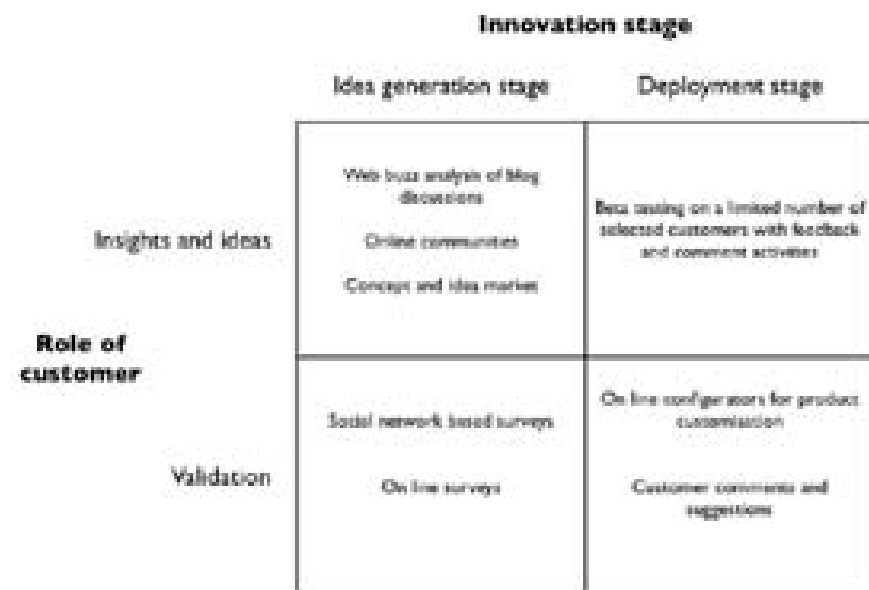 Innovation stage
Idea generation stage
Deployment stage
Insights and ideas
Web buzz analysis of blog
discussions
Online communities
Concept and idea market
Beta testing on a limited number of
selected customers with feedback
and comment activities
Role of
customer
Validation
Social network based surveys
On line surveys
On line configurators for product
customisation
Customer comments and
suggestions